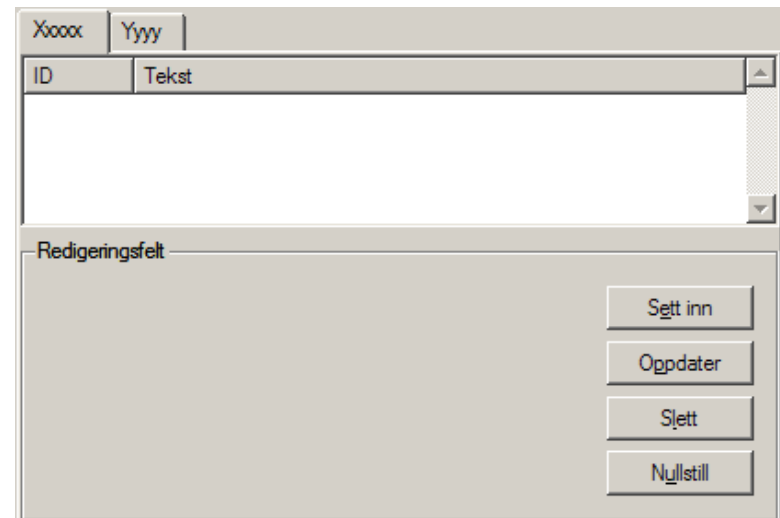 Xxxxx Yyyy
ID Tekst
Redigeringsfelt
Sett inn
Oppdater
Slett
Nullstill